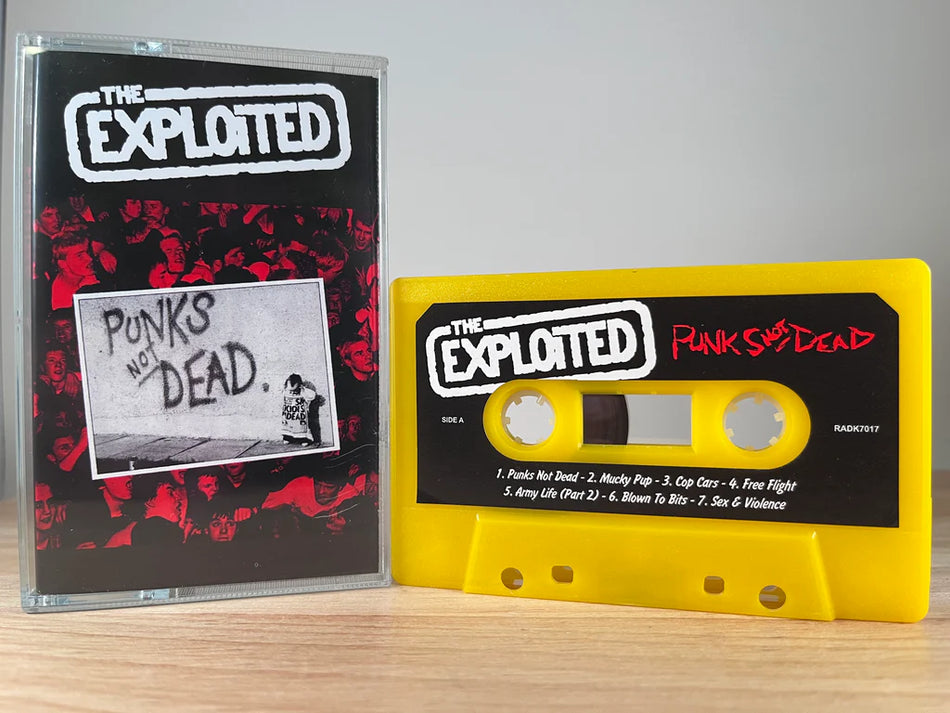 THE
EXPLOITED
PUNKS
NOT
DEAD.
THE
EXPLOITED
PUNKS NOT DEAD
SIDE A
RADK7017
1. Punks Not Dead - 2. Mucky Pup - 3. Cop Cars - 4. Free Flight
5. Army Life (Part 2) - 6. Blown To Bits - 7. Sex & Violence